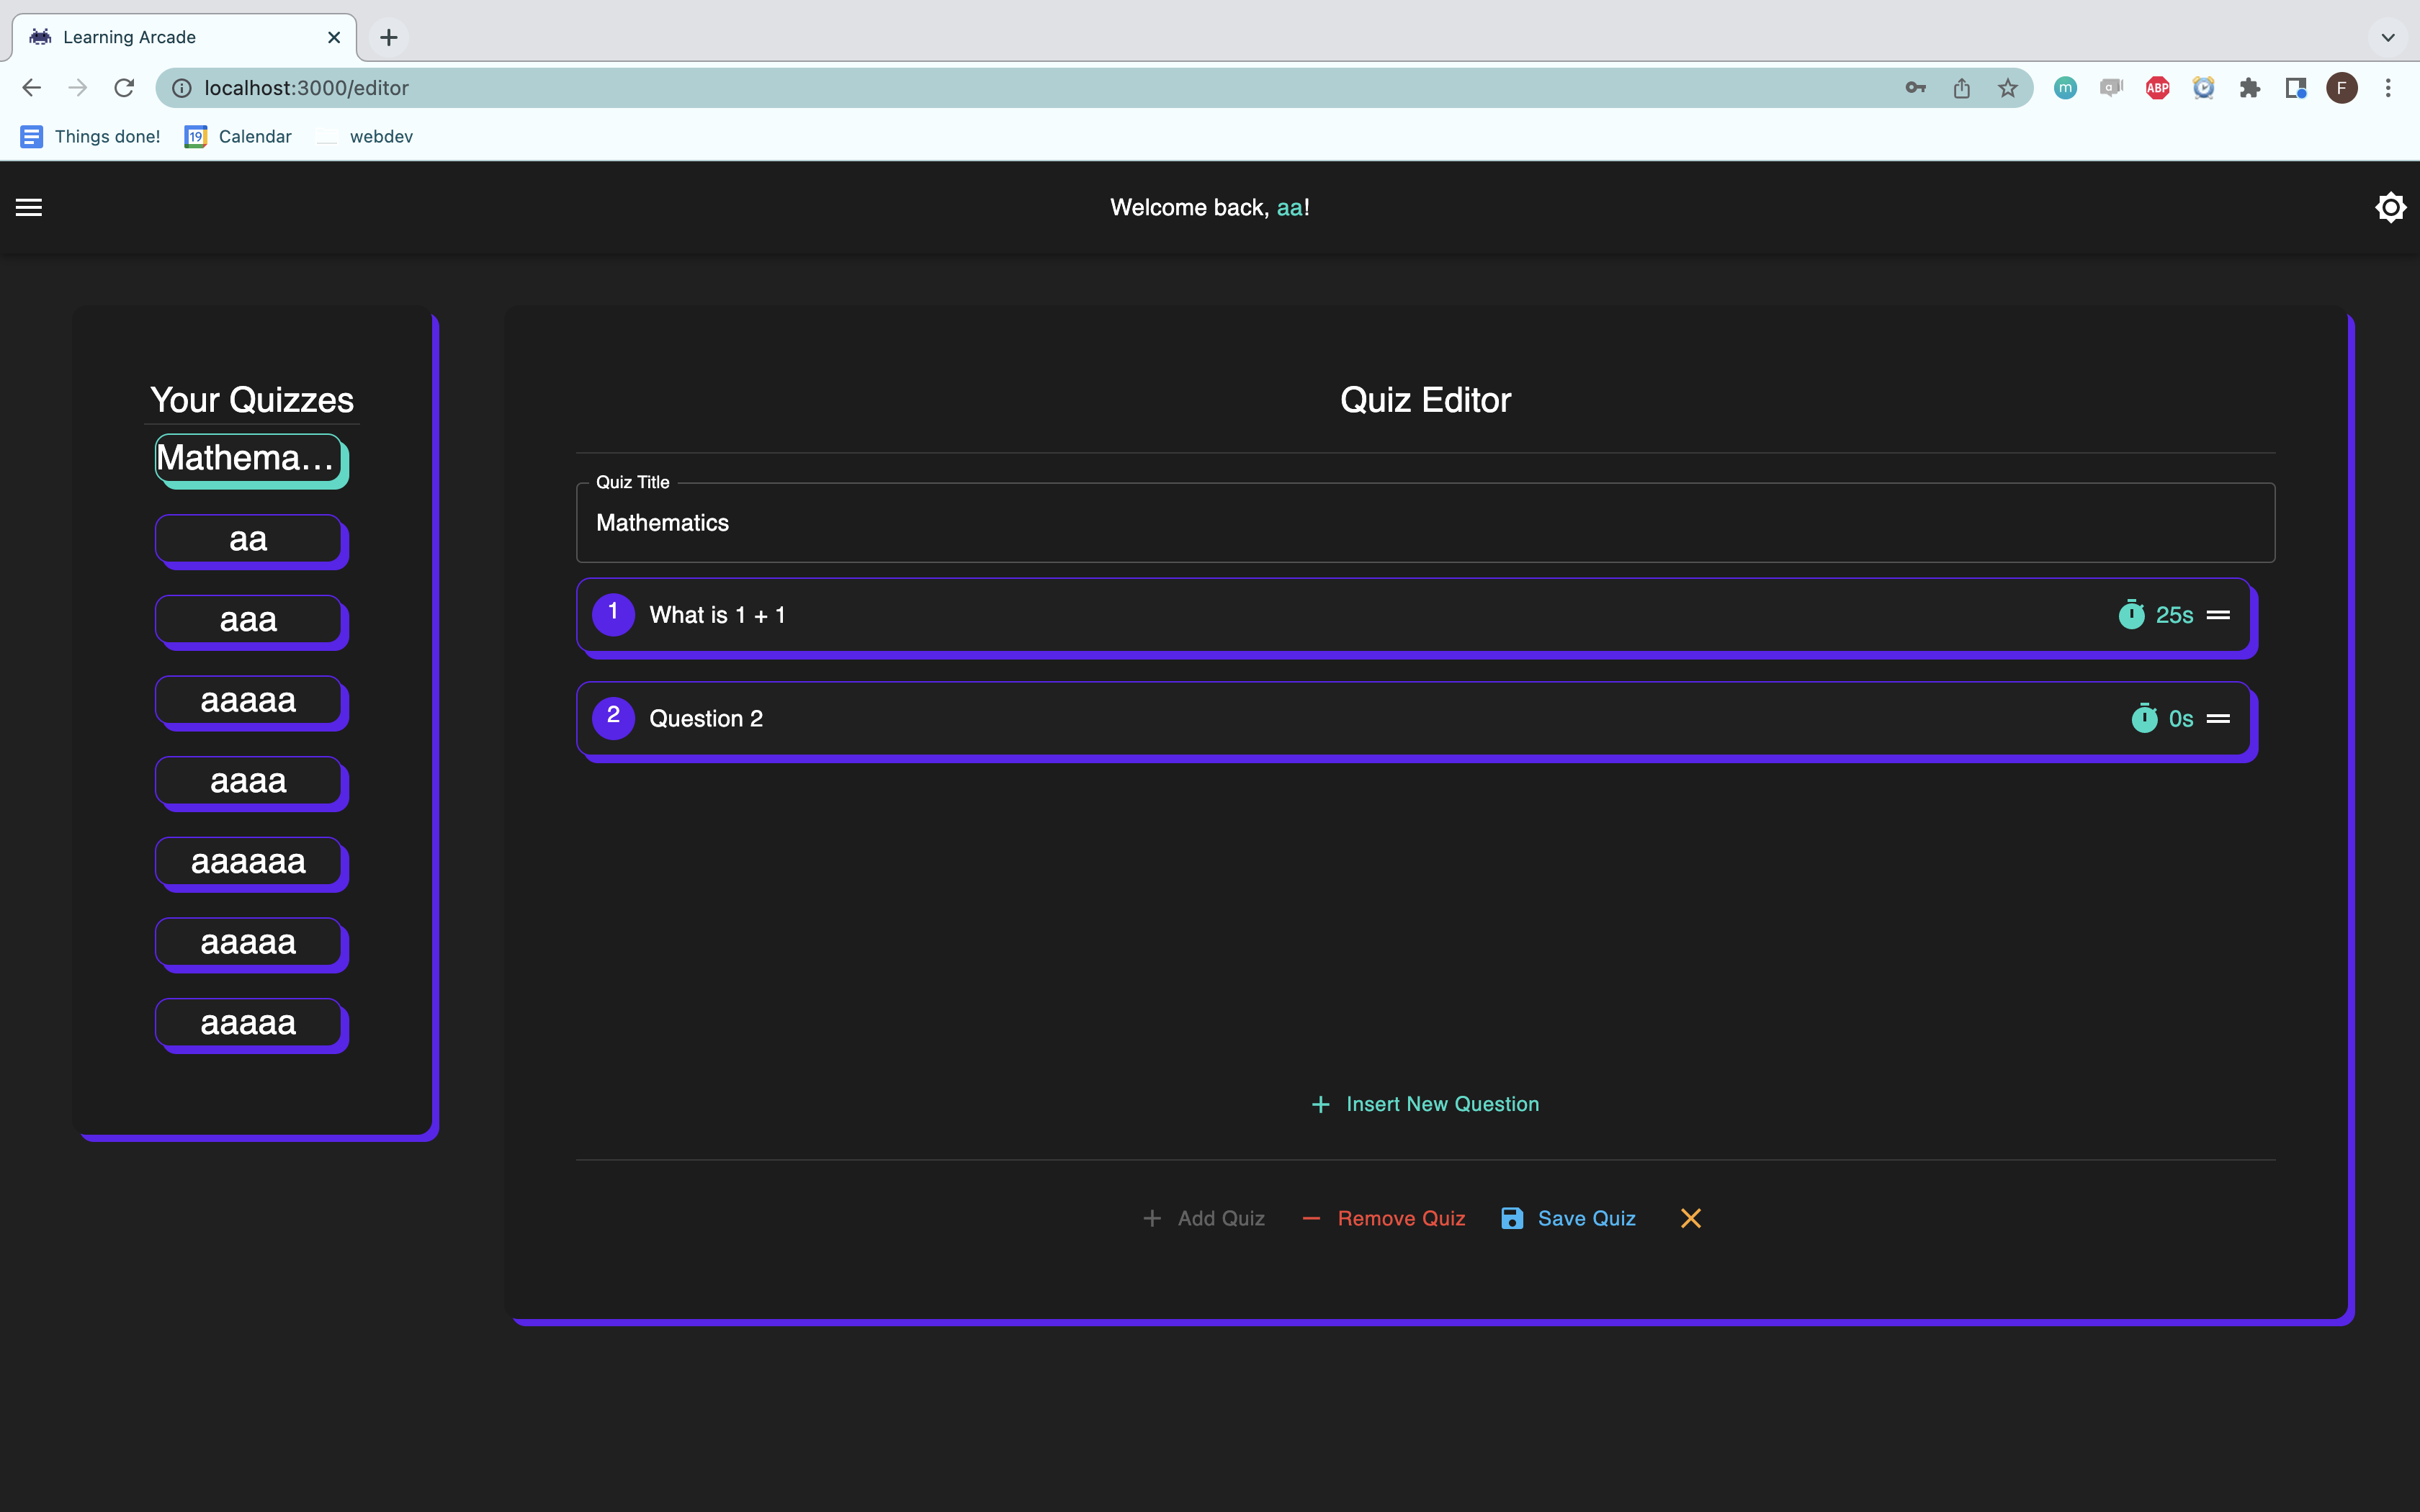 Learning Arcade
localhost:3000/editor
m
a
ABP
F
Things done!
19
Calendar
webdev
Welcome back, aa!
Your Quizzes
Mathema...
aa
aaa
aaaaa
aaaa
aaaaaa
aaaaa
aaaaa
Quiz Editor
Quiz Title
Mathematics
1 What is 1 + 1 25s
2 Question 2 0s
Insert New Question
Add Quiz Remove Quiz Save Quiz